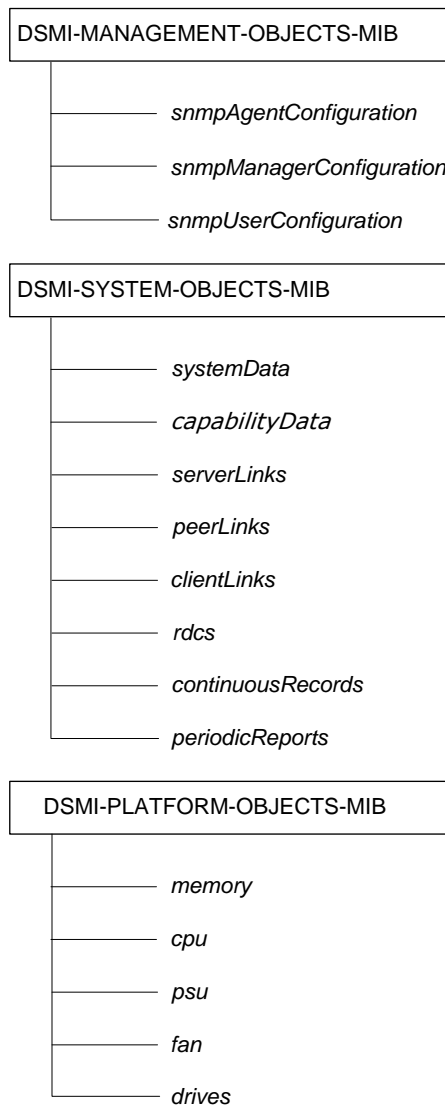 DSMI-MANAGEMENT-OBJECTS-MIB
snmpAgentConfiguration
snmpManagerConfiguration
snmpUserConfiguration
DSMI-SYSTEM-OBJECTS-MIB
systemData
capabilityData
serverLinks
peerLinks
clientLinks
rdcs
continuousRecords
periodicReports
DSMI-PLATFORM-OBJECTS-MIB
memory
cpu
psu
fan
drives